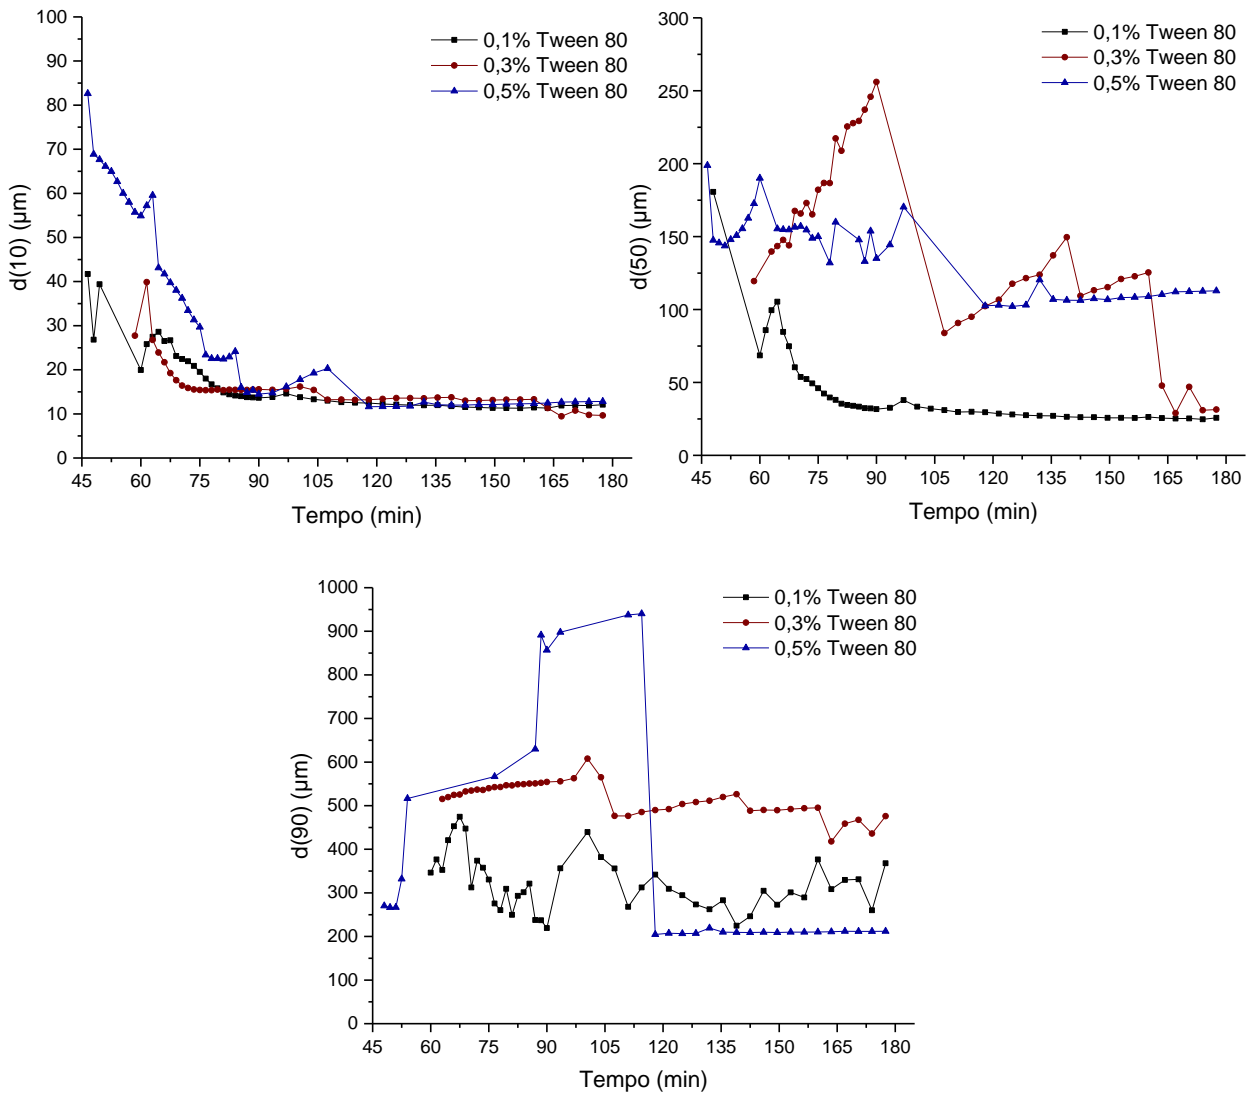 100
90
80
70
60
50
40
30
20
10
0
d(10) (μm)
0,1% Tween 80
0,3% Tween 80
0,5% Tween 80
45 60 75 90 105 120 135 150 165 180
Tempo (min)
300
250
200
150
100
50
0
d(50) (μm)
0,1% Tween 80
0,3% Tween 80
0,5% Tween 80
45 60 75 90 105 120 135 150 165 180
Tempo (min)
1000
900
800
700
600
500
400
300
200
100
0
d(90) (μm)
0,1% Tween 80
0,3% Tween 80
0,5% Tween 80
45 60 75 90 105 120 135 150 165 180
Tempo (min)